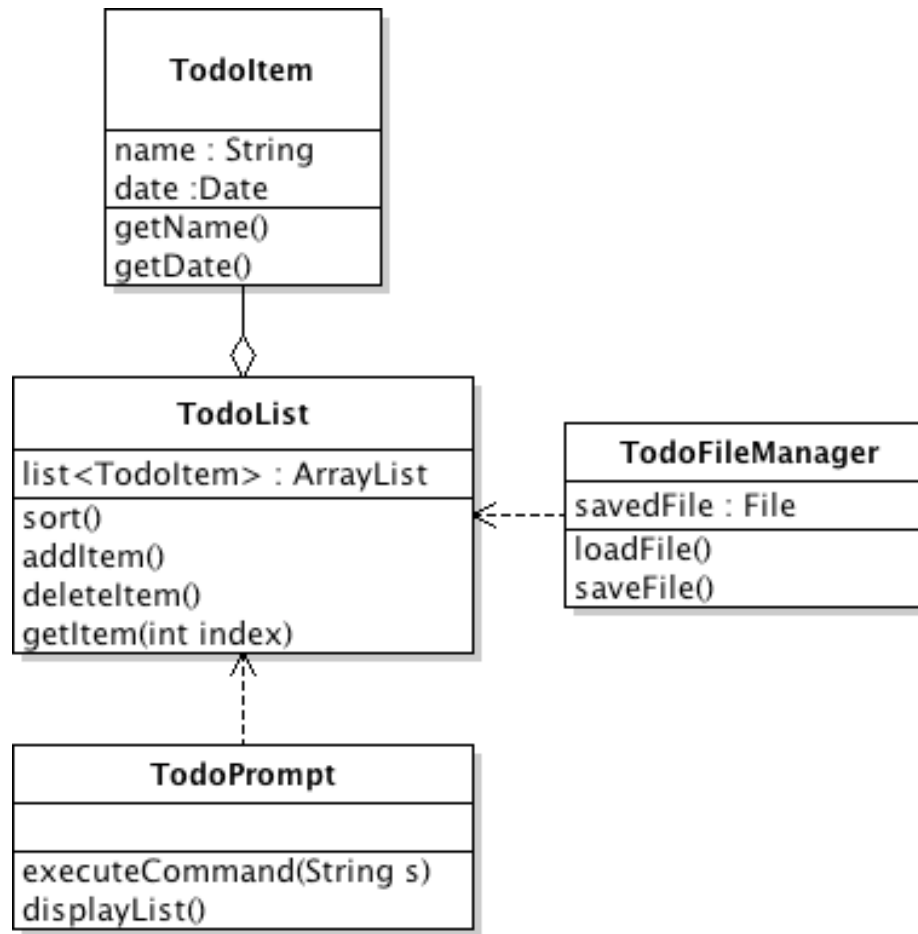 TodoItem
name : String
date :Date
getName()
getDate()
TodoList
list<TodoItem> : ArrayList
sort()
addItem()
deleteItem()
getItem(int index)
TodoFileManager
savedFile : File
loadFile()
saveFile()
TodoPrompt
executeCommand(String s)
displayList()